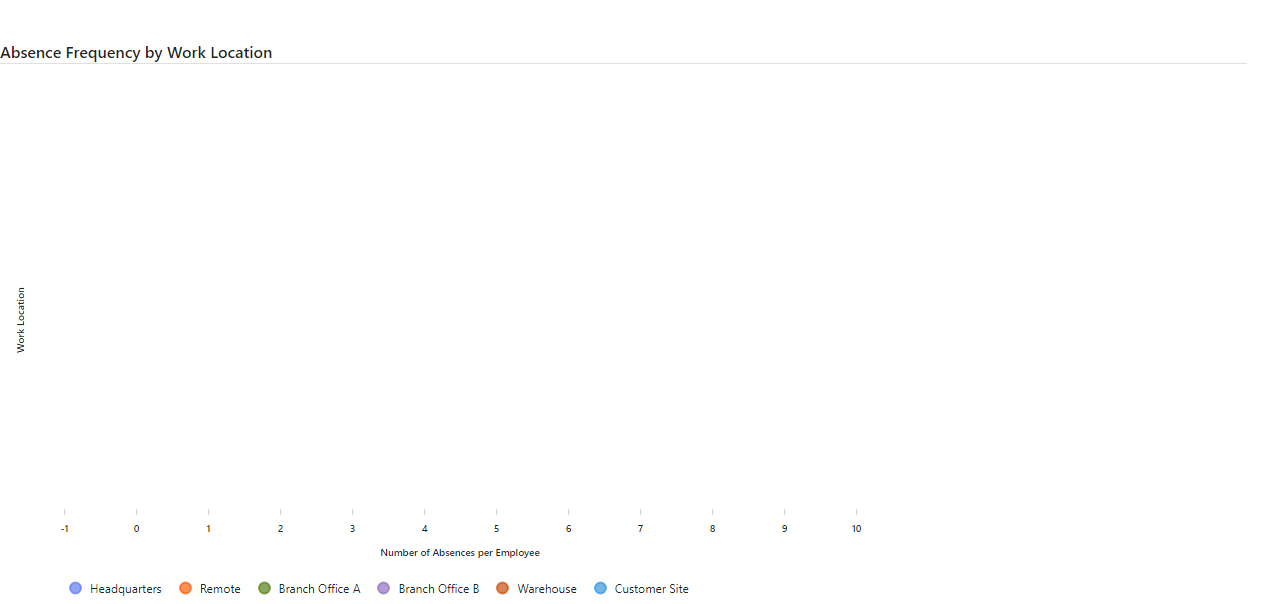 Absence Frequency by Work Location
Work Location
-1 0 1 2 3 4 5 6 7 8 9 10
Number of Absences per Employee
Headquarters Remote Branch Office A Branch Office B Warehouse Customer Site